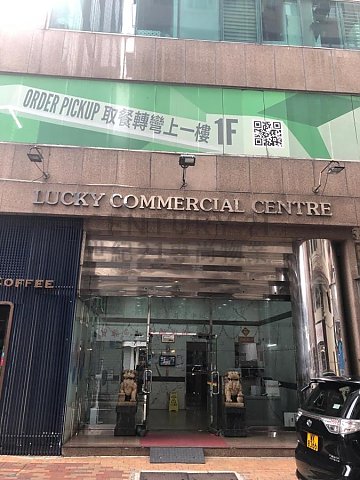 ORDER PICKUP 取餐轉彎上一樓 1F
LUCKY COMMERCIAL CENTRE
COFFEE